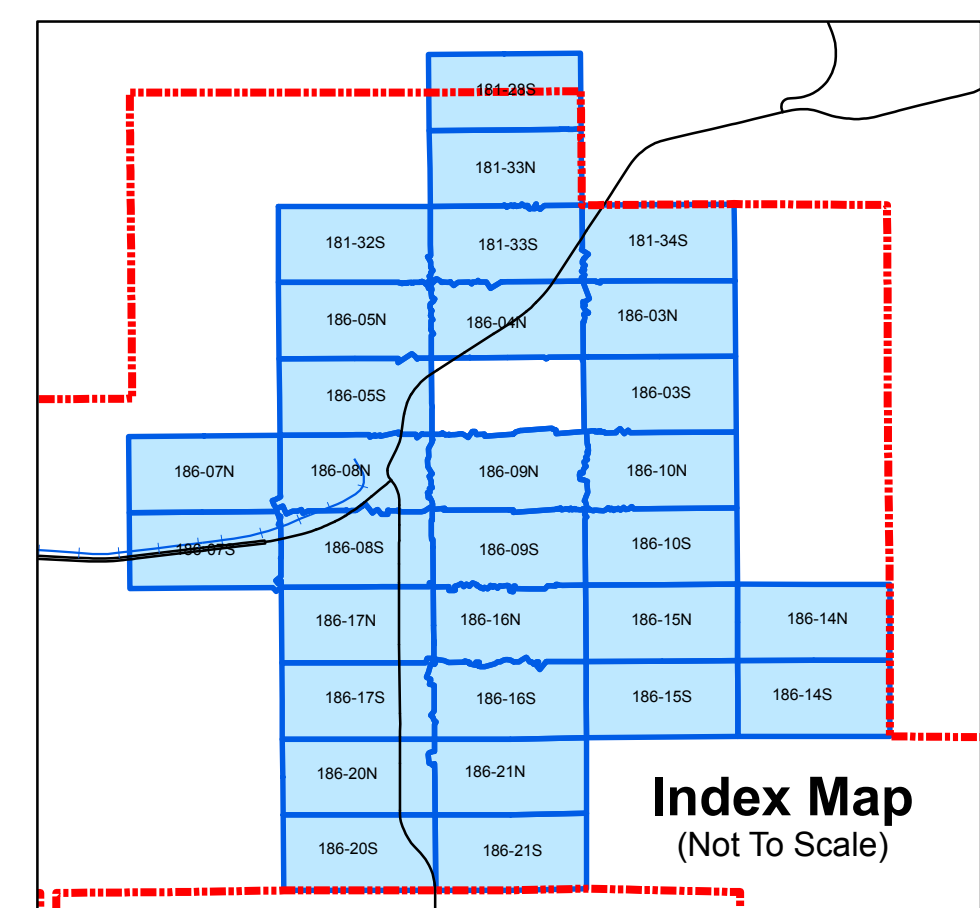 181-28S
181-33N
181-32S
181-33S
181-34S
186-05N
186-04N
186-03N
186-05S
186-03S
186-07N
186-08N
186-09N
186-10N
186-07S
186-08S
186-09S
186-10S
186-17N
186-16N
186-15N
186-14N
186-17S
186-16S
186-15S
186-14S
186-20N
186-21N
186-20S
186-21S
Index Map
(Not To Scale)